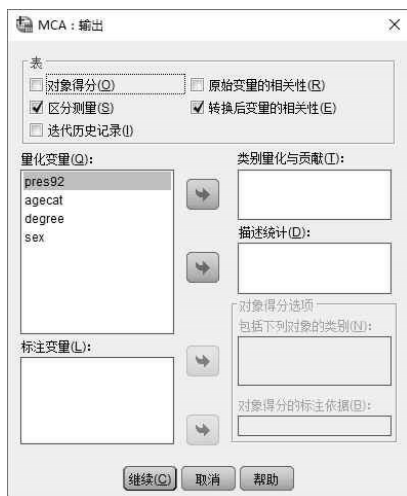 MCA：输出
表
对象得分(O)
原始变量的相关性(R)
区分测量(S)
转换后变量的相关性(E)
迭代历史记录(I)
量化变量(Q):
类别量化与贡献(T):
pres92
agecat
degree
sex
描述统计(D):
对象得分选项
包括下列对象的类别(N):
标注变量(L):
对象得分的标注依据(B):
继续(C)
取消
帮助